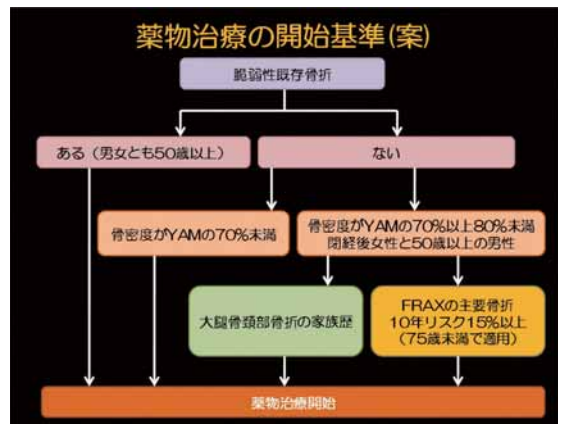 薬物治療の開始基準(案)
脆弱性既存骨折
ある（男女とも50歳以上）
ない
骨密度がYAMの70%未満
骨密度がYAMの70%以上80%未満
閉経後女性と50歳以上の男性
大腿骨頚部骨折の家族歴
FRAXの主要骨折
10年リスク15%以上
（75歳未満で適用）
薬物治療開始